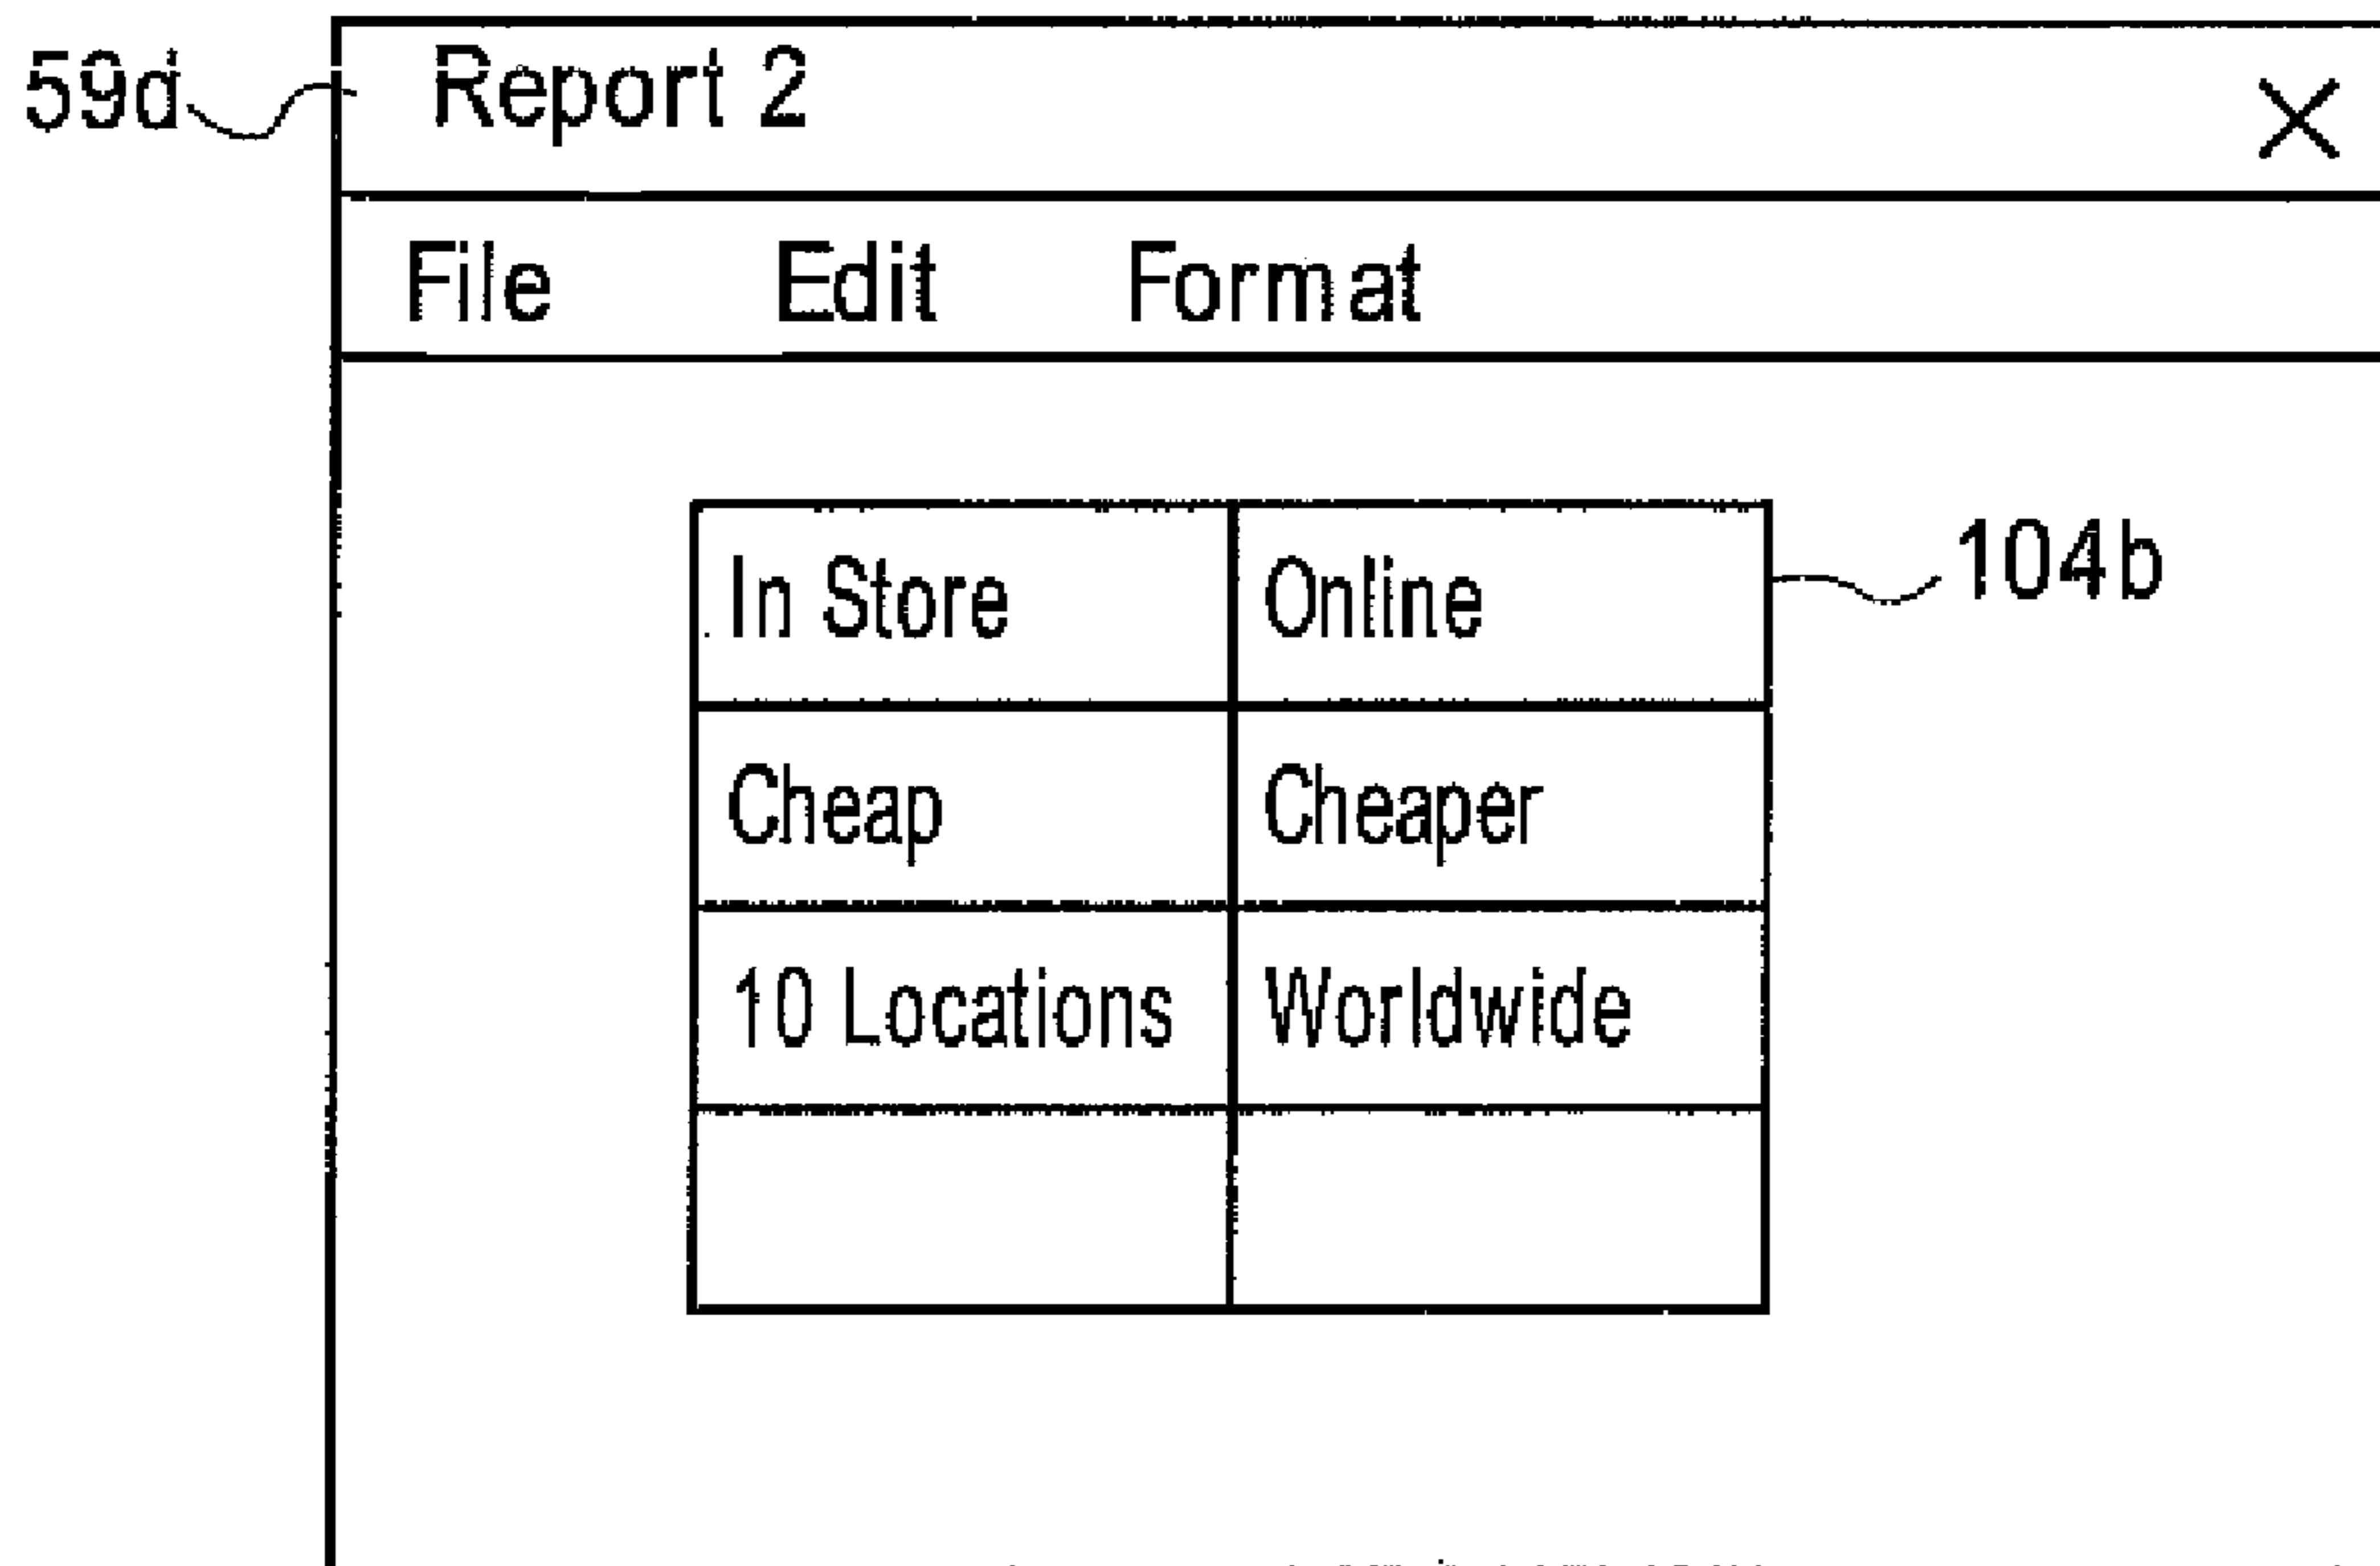 59d Report 2 X
File Edit Format
In Store Online 104b
Cheap Cheaper
10 Locations Worldwide